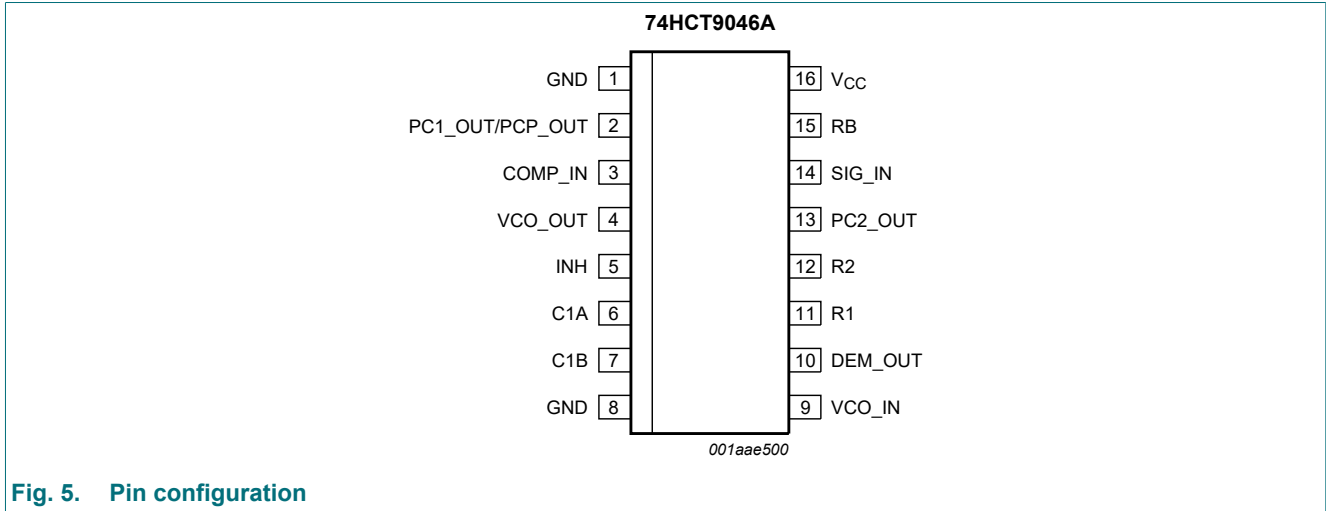 74HCT9046A
GND 1
16 VCC
PC1_OUT/PCP_OUT 2
15 RB
COMP_IN 3
14 SIG_IN
VCO_OUT 4
13 PC2_OUT
INH 5
12 R2
C1A 6
11 R1
C1B 7
10 DEM_OUT
GND 8
9 VCO_IN
001aae500
Fig. 5. Pin configuration